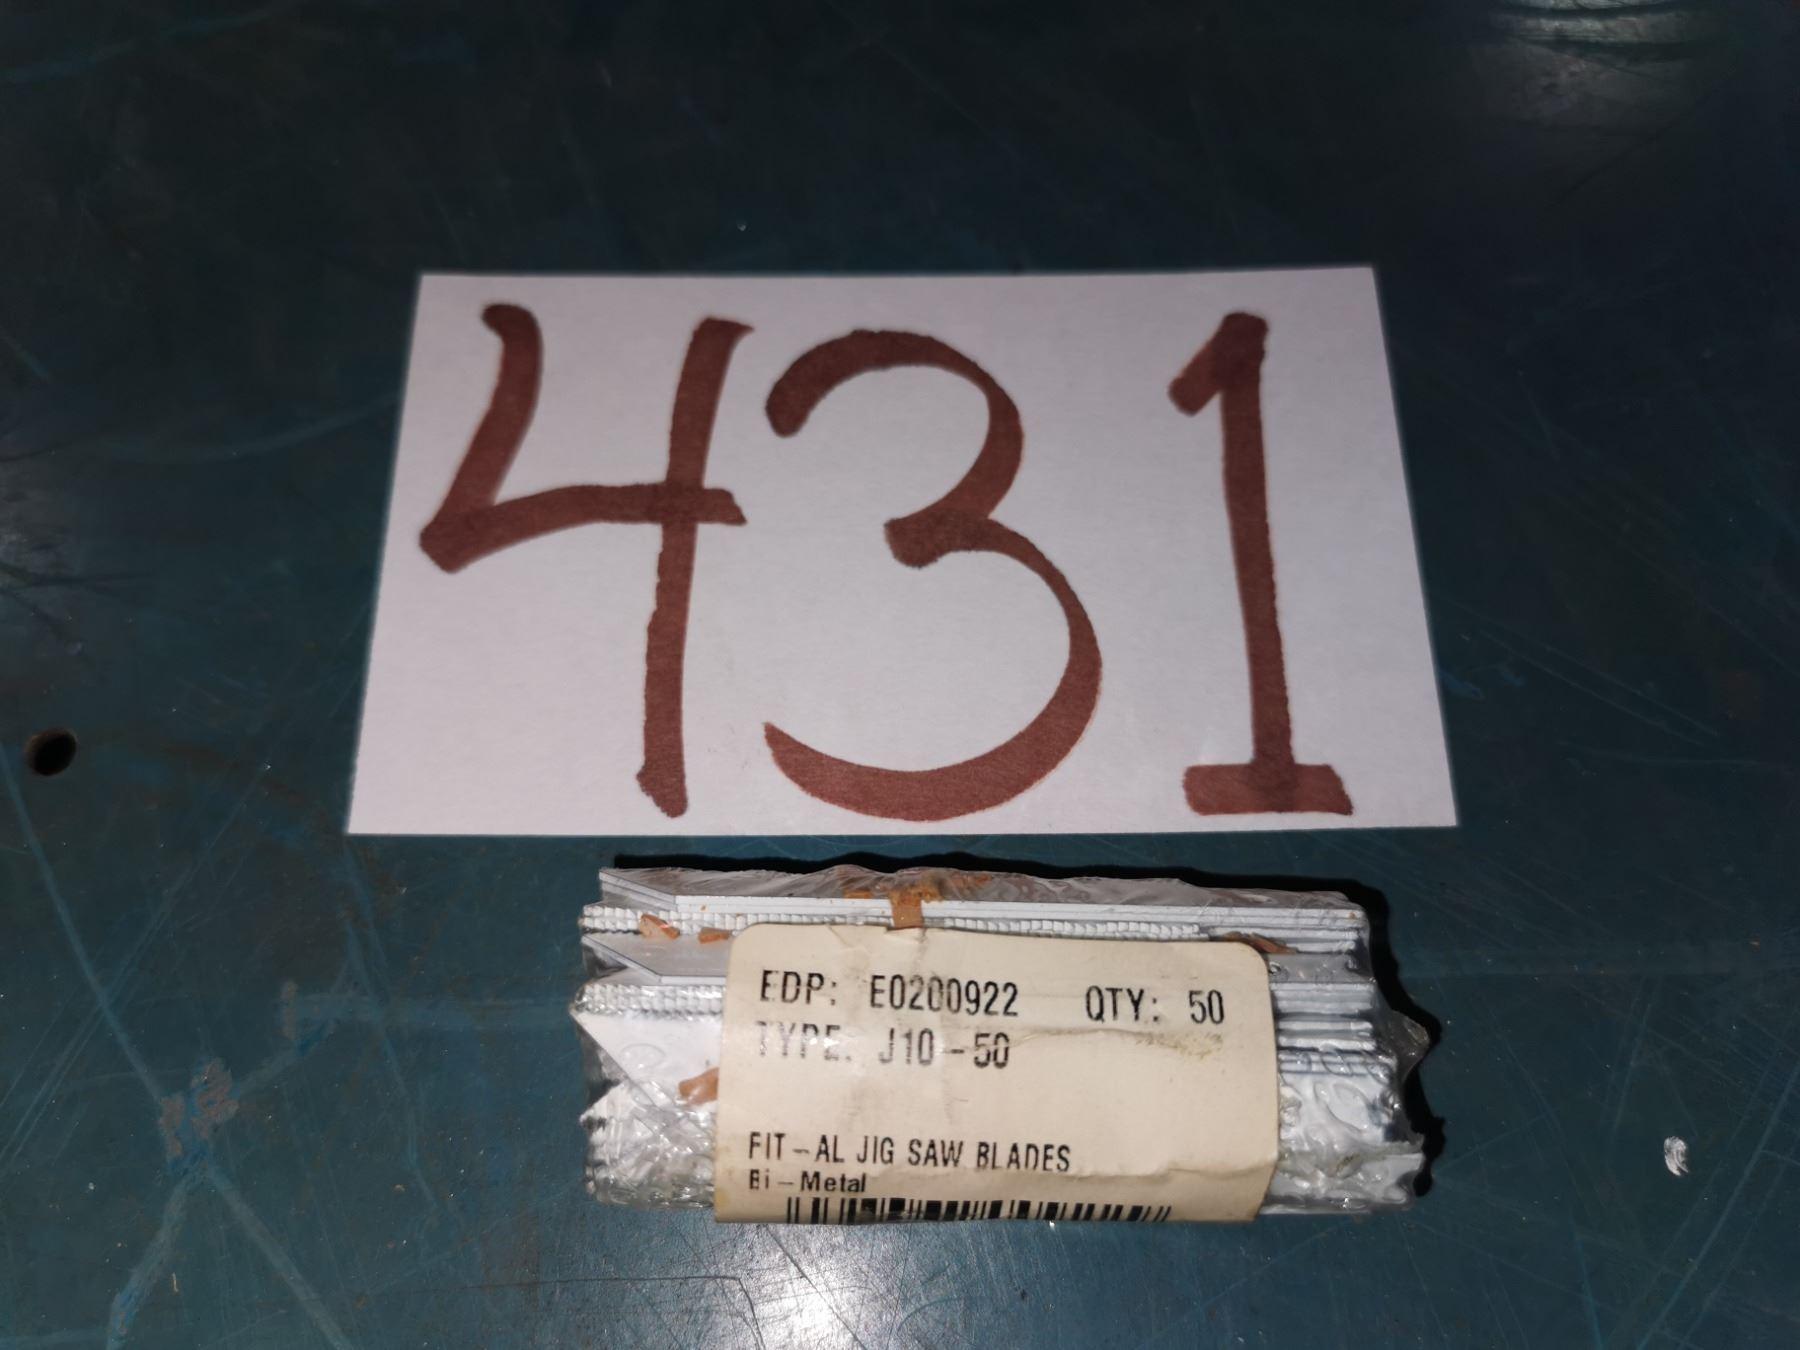 431
EDP: E0200922 QTY: 50
TYPE: J10-50
FIT-AL JIG SAW BLADES
Bi-Metal